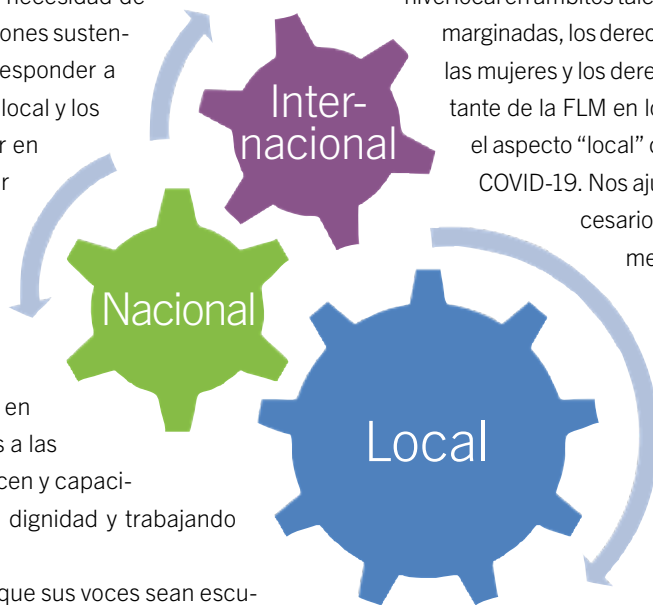 necesidad de
iones susten-
esponder a
local y los
r en
r
en
s a las
cen y capaci-
dignidad y trabajando
que sus voces sean escu-
Inter-
nacional
Nacional
Local
nivel local en ámbitos tale
marginadas, los derec
las mujeres y los dere
tante de la FLM en lo
el aspecto “local” d
COVID-19. Nos aju
cesario
me